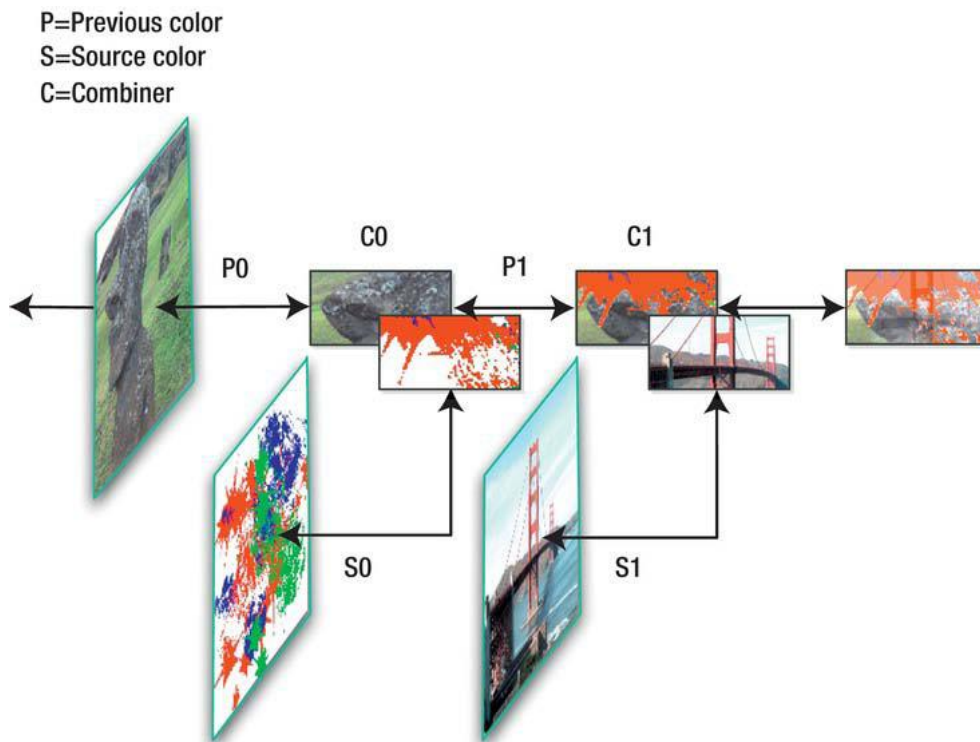 P=Previous color
S=Source color
C=Combiner
C0
C1
P0
P1
S0
S1